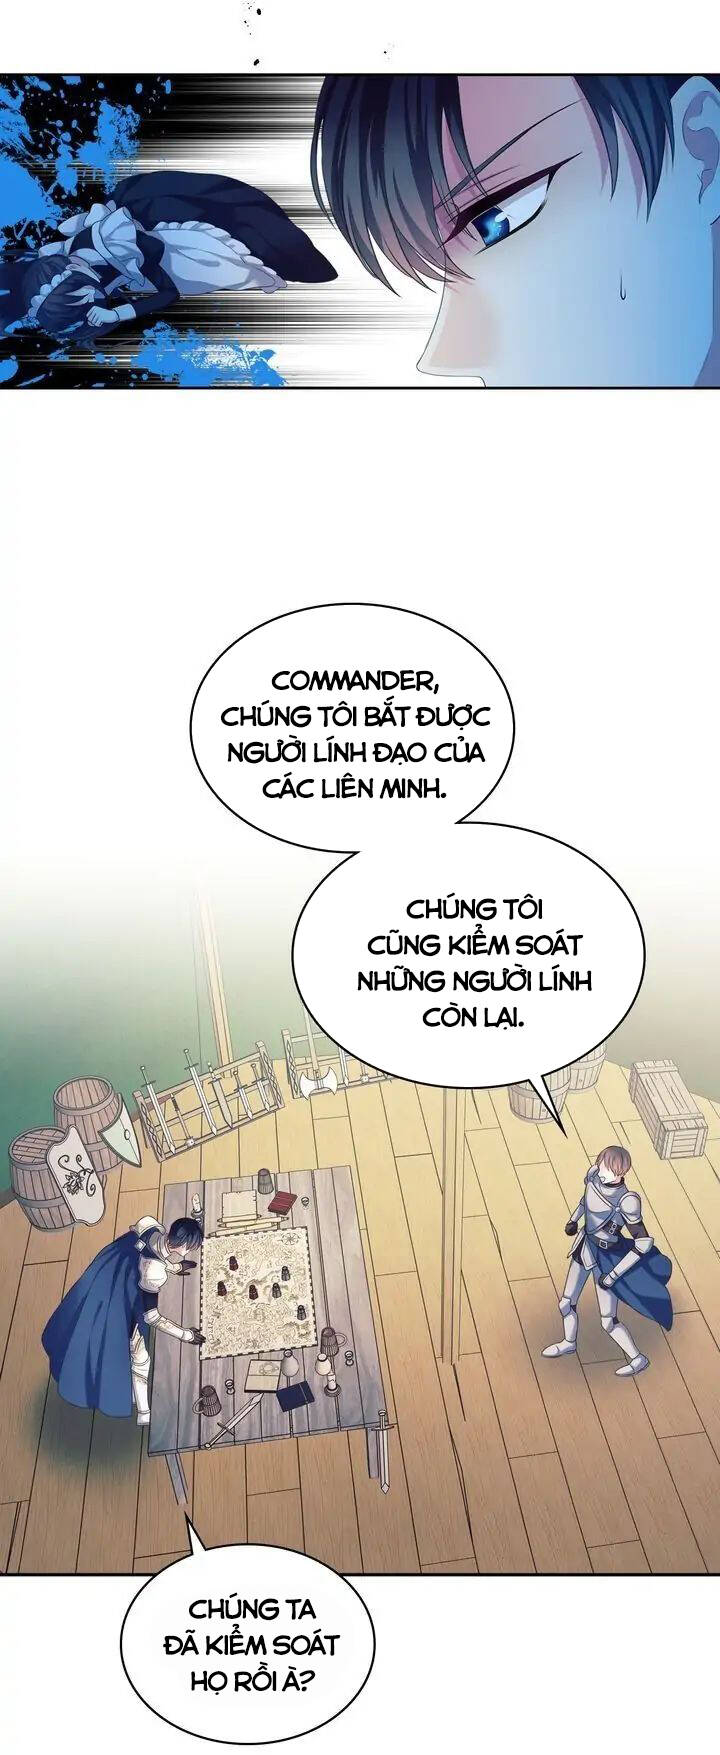 COMMANDER,
CHÚNG TÔI BẮT ĐƯỢC
NGƯỜI LÍNH ĐẠO CỦA
CÁC LIÊN MINH.
CHÚNG TÔI
CŨNG KIỂM SOÁT
NHỮNG NGƯỜI LÍNH
CÒN LẠI.
CHÚNG TA
ĐÃ KIỂM SOÁT
HỌ RỒI À?